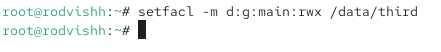 root@rodvishh:~# setfacl -m d:g:main:rwx /data/third
root@rodvishh:~#